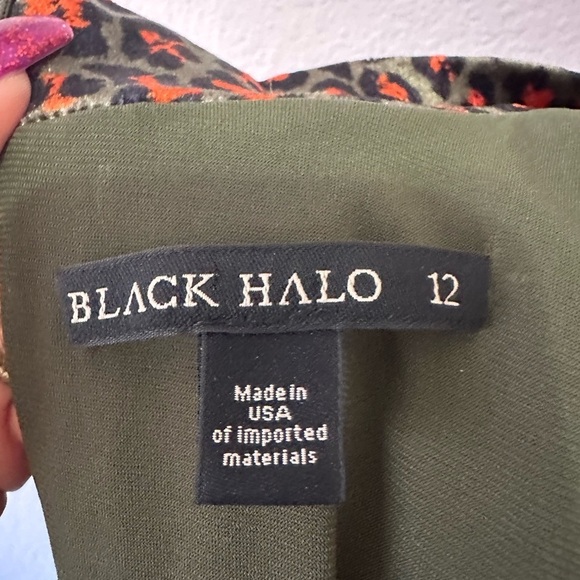 BLACK HALO 12
Made in
USA
of imported
materials